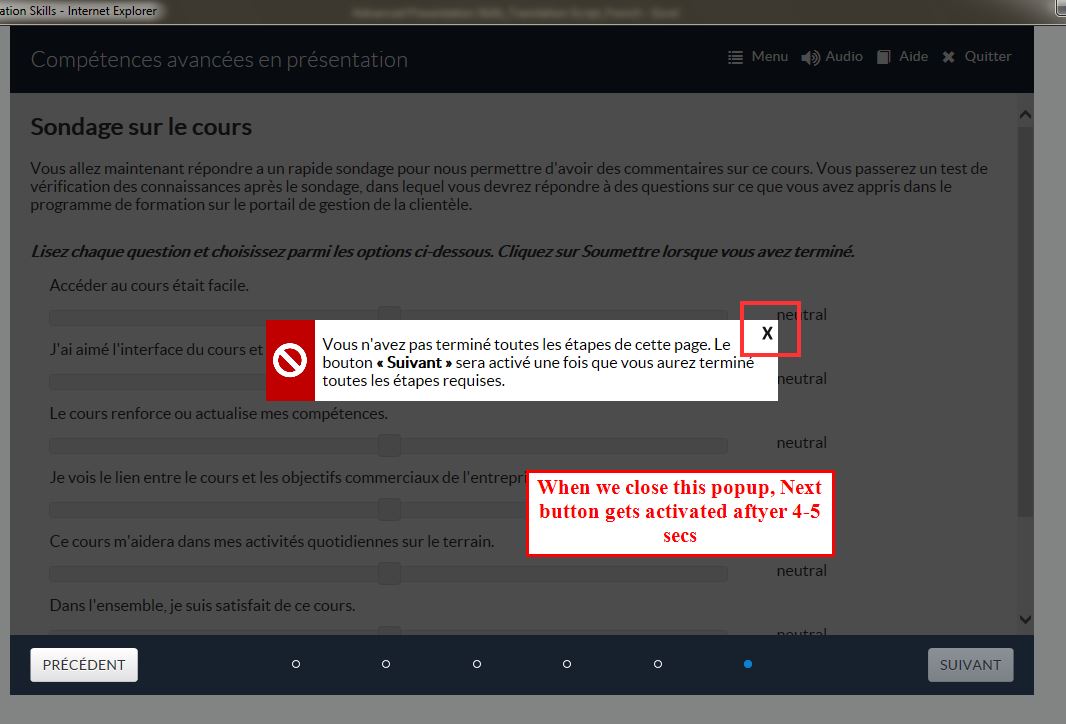 ation Skills - Internet Explorer
Compétences avancées en présentation
Menu
Audio
Aide
Quitter
Sondage sur le cours
Vous allez maintenant répondre a un rapide sondage pour nous permettre d'avoir des commentaires sur ce cours. Vous passerez un test de
vérification des connaissances après le sondage, dans lequel vous devrez répondre à des questions sur ce que vous avez appris dans le
programme de formation sur le portail de gestion de la clientèle.
Lisez chaque question et choisissez parmi les options ci-dessous. Cliquez sur Soumettre lorsque vous avez terminé.
Accéder au cours était facile.
neutral
J'ai aimé l'interface du cours et
neutral
X
Vous n'avez pas terminé toutes les étapes de cette page. Le
bouton « Suivant » sera activé une fois que vous aurez terminé
toutes les étapes requises.
Le cours renforce ou actualise mes compétences.
neutral
Je vois le lien entre le cours et les objectifs commerciaux de l'entrepri
When we close this popup, Next
button gets activated aftyer 4-5
secs
Ce cours m'aidera dans mes activités quotidiennes sur le terrain.
neutral
Dans l'ensemble, je suis satisfait de ce cours.
neutral
PRÉCÉDENT
SUIVANT